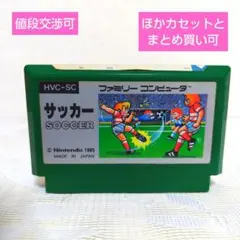 値段交渉可
ほかカセットと
まとめ買い可
HVC-SC
ファミリー コンピュータ
サッカー
SOCCER
© Nintendo 1985
MADE IN JAPAN